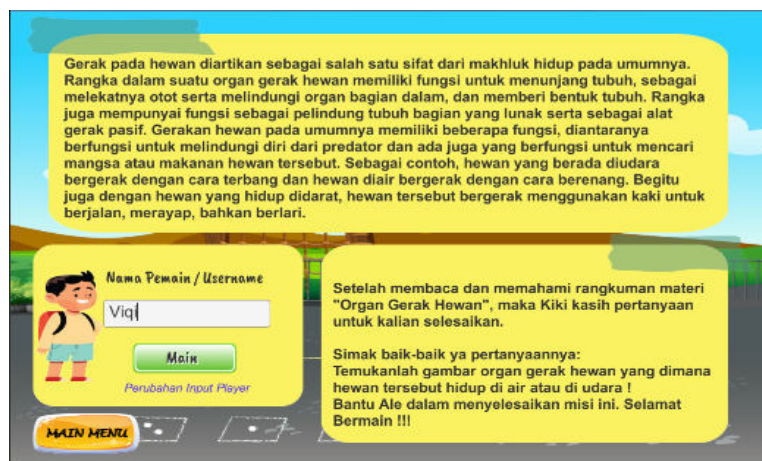 Gerak pada hewan diartikan sebagai salah satu sifat dari makhluk hidup pada umumnya.
Rangka dalam suatu organ gerak hewan memiliki fungsi untuk menunjang tubuh, sebagai
melekatnya otot serta melindungi organ bagian dalam, dan memberi bentuk tubuh. Rangka
juga mempunyai fungsi sebagai pelindung tubuh bagian yang lunak serta sebagai alat
gerak pasif. Gerakan hewan pada umumnya memiliki beberapa fungsi, diantaranya
berfungsi untuk melindungi diri dari predator dan ada juga yang berfungsi untuk mencari
mangsa atau makanan hewan tersebut. Sebagai contoh, hewan yang berada diudara
bergerak dengan cara terbang dan hewan diair bergerak dengan cara berenang. Begitu
juga dengan hewan yang hidup didarat, hewan tersebut bergerak menggunakan kaki untuk
berjalan, merayap, bahkan berlari.
Nama Pemain / Username
Viqi
Main
Perubahan Input Player
MAIN MENU
Setelah membaca dan memahami rangkuman materi
"Organ Gerak Hewan", maka Kiki kasih pertanyaan
untuk kalian selesaikan.
Simak baik-baik ya pertanyaannya:
Temukanlah gambar organ gerak hewan yang dimana
hewan tersebut hidup di air atau di udara !
Bantu Ale dalam menyelesaikan misi ini. Selamat
Bermain !!!